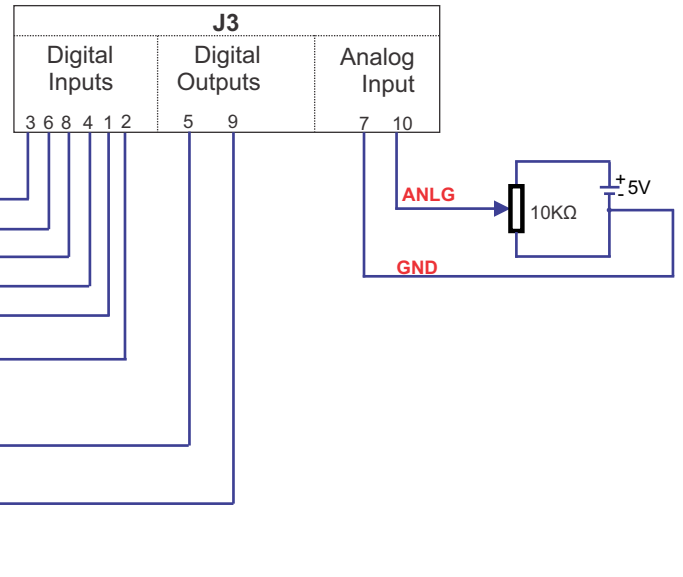 J3
Digital
Inputs
Digital
Outputs
Analog
Input
3 6 8 4 1 2
5 9
7 10
ANLG
GND
10KΩ
+
-
5V